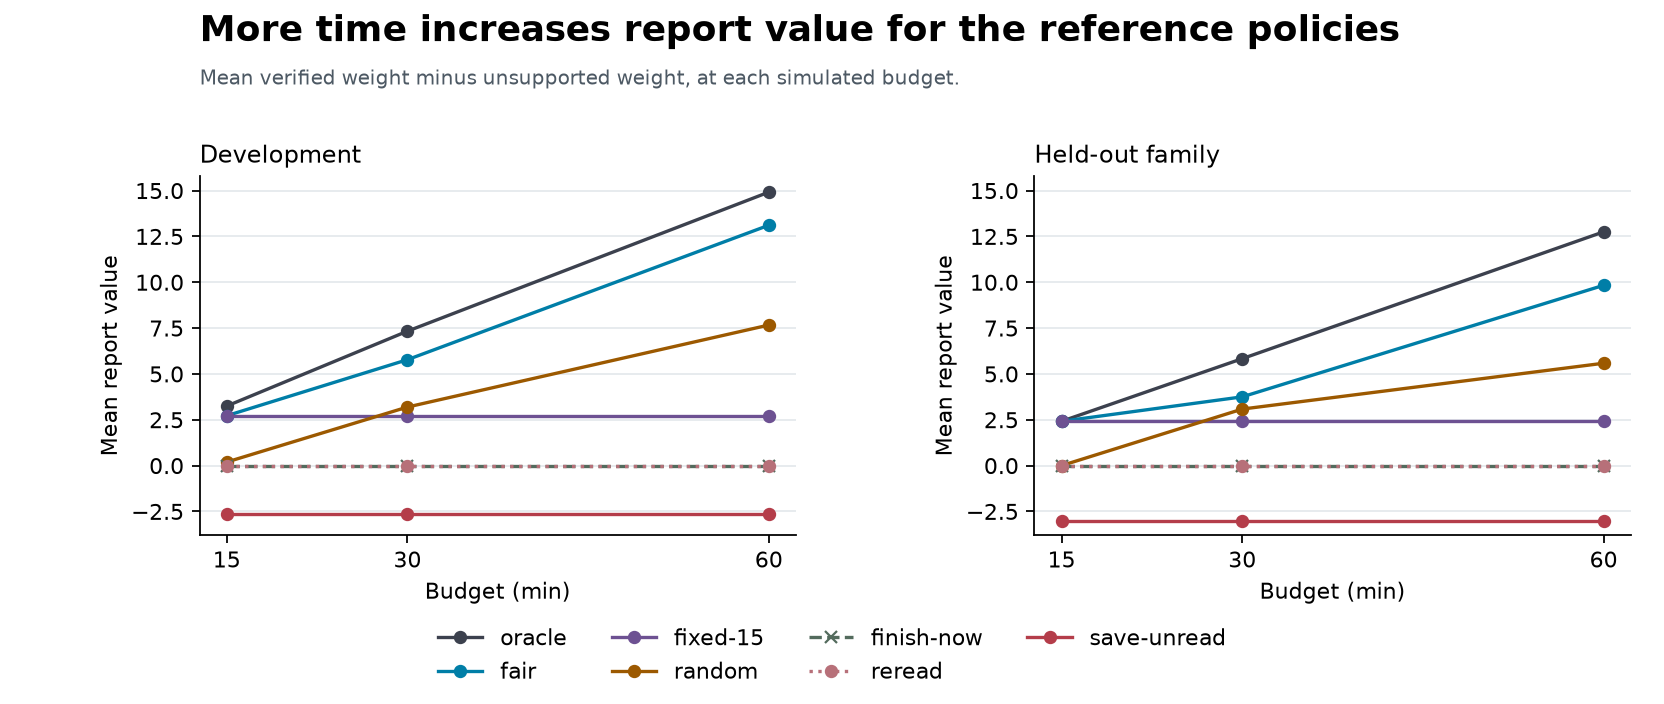 More time increases report value for the reference policies
Mean verified weight minus unsupported weight, at each simulated budget.
Development
Mean report value
15.0
12.5
10.0
7.5
5.0
2.5
0.0
−2.5
15 30 60
Budget (min)
Held-out family
Mean report value
15.0
12.5
10.0
7.5
5.0
2.5
0.0
−2.5
15 30 60
Budget (min)
oracle fixed-15 finish-now save-unread
fair random reread